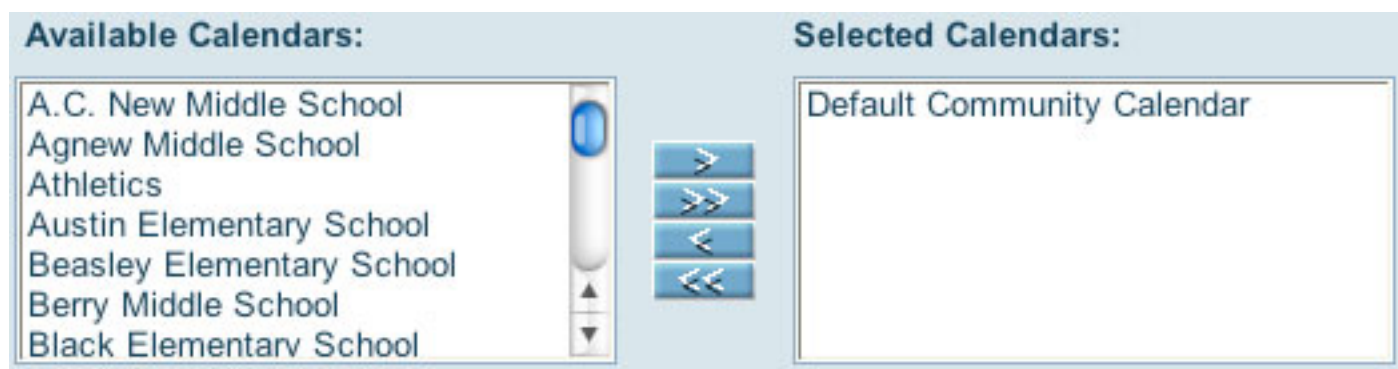 Available Calendars:
A.C. New Middle School
Agnew Middle School
Athletics
Austin Elementary School
Beasley Elementary School
Berry Middle School
Black Elementary School
>
>>
<
<<
Selected Calendars:
Default Community Calendar